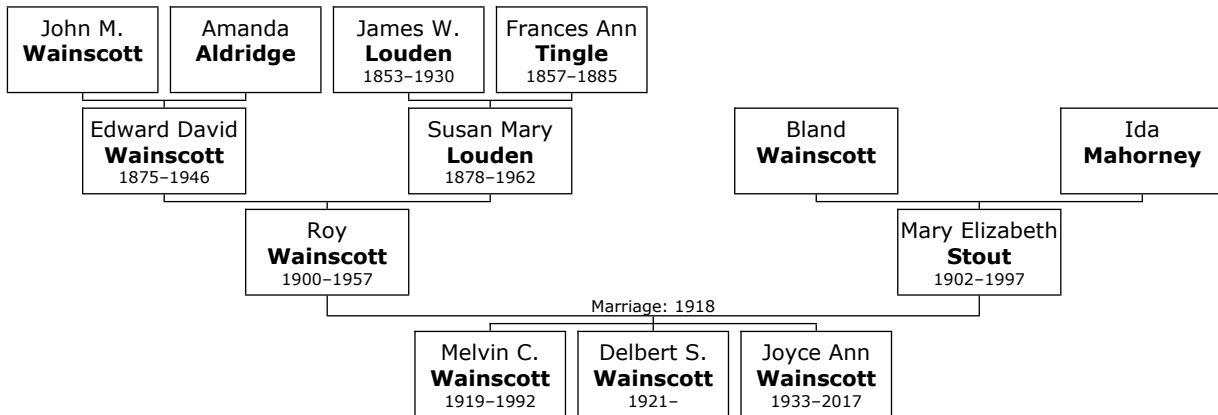 John M.
Wainscott
Amanda
Aldridge
James W.
Louden
1853–1930
Frances Ann
Tingle
1857–1885
Edward David
Wainscott
1875–1946
Susan Mary
Louden
1878–1962
Bland
Wainscott
Ida
Mahorney
Roy
Wainscott
1900–1957
Mary Elizabeth
Stout
1902–1997
Marriage: 1918
Melvin C.
Wainscott
1919–1992
Delbert S.
Wainscott
1921–
Joyce Ann
Wainscott
1933–2017